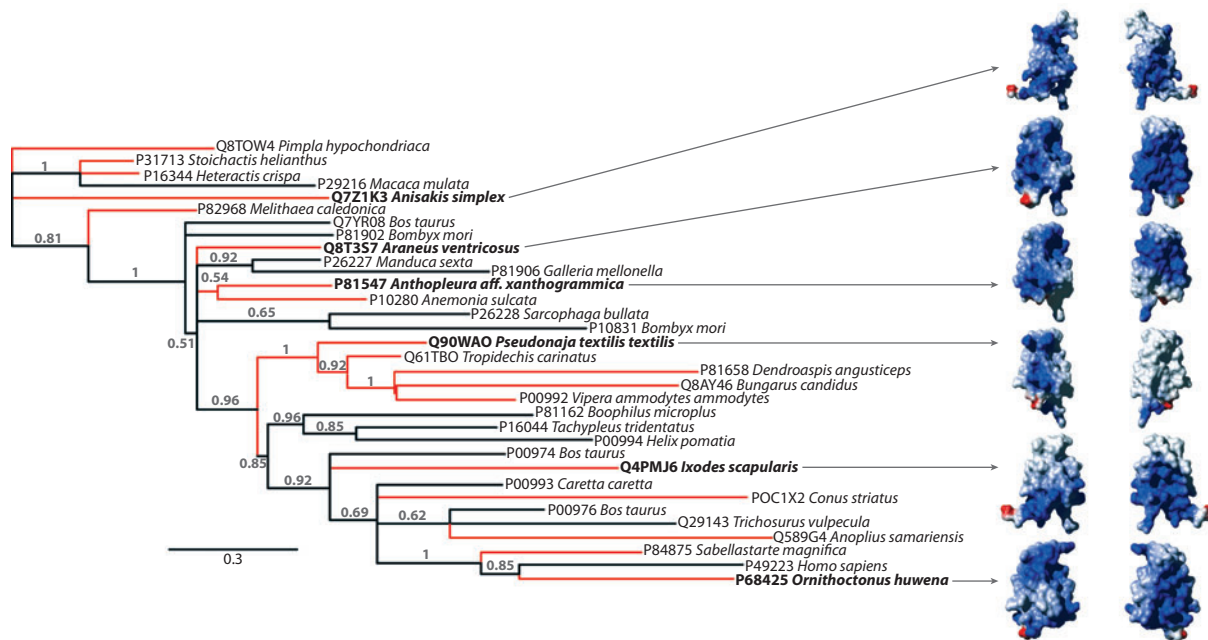 Q8TOW4 Pimpla hypochondriaca
P31713 Stoichactis helianthus
1
P16344 Heteractis crispa
P29216 Macaca mulata
Q7Z1K3 Anisakis simplex
P82968 Melithaea caledonica
Q7YR08 Bos taurus
P81902 Bombyx mori
0.81
Q8T3S7 Araneus ventricosus
P26227 Manduca sexta
0.92
P81906 Galleria mellonella
1
0.54
P81547 Anthopleura aff. xanthogrammica
P10280 Anemonia sulcata
P26228 Sarcophaga bullata
0.65
P10831 Bombyx mori
0.51
Q90WAO Pseudonaja textilis textilis
1
Q61TBO Tropidechis carinatus
0.92
P81658 Dendroaspis angusticeps
1
Q8AY46 Bungarus candidus
P00992 Vipera ammodytes ammodytes
0.96
P81162 Boophilus microplus
0.96
P16044 Tachypleus tridentatus
0.85
P00994 Helix pomatia
P00974 Bos taurus
0.85
Q4PMJ6 Ixodes scapularis
0.92
P00993 Caretta caretta
POC1X2 Conus striatus
P00976 Bos taurus
0.69
0.62
Q29143 Trichosurus vulpecula
Q589G4 Anoplius samariensis
P84875 Sabellastarte magnifica
1
P49223 Homo sapiens
0.85
P68425 Ornithoctonus huwena
0.3